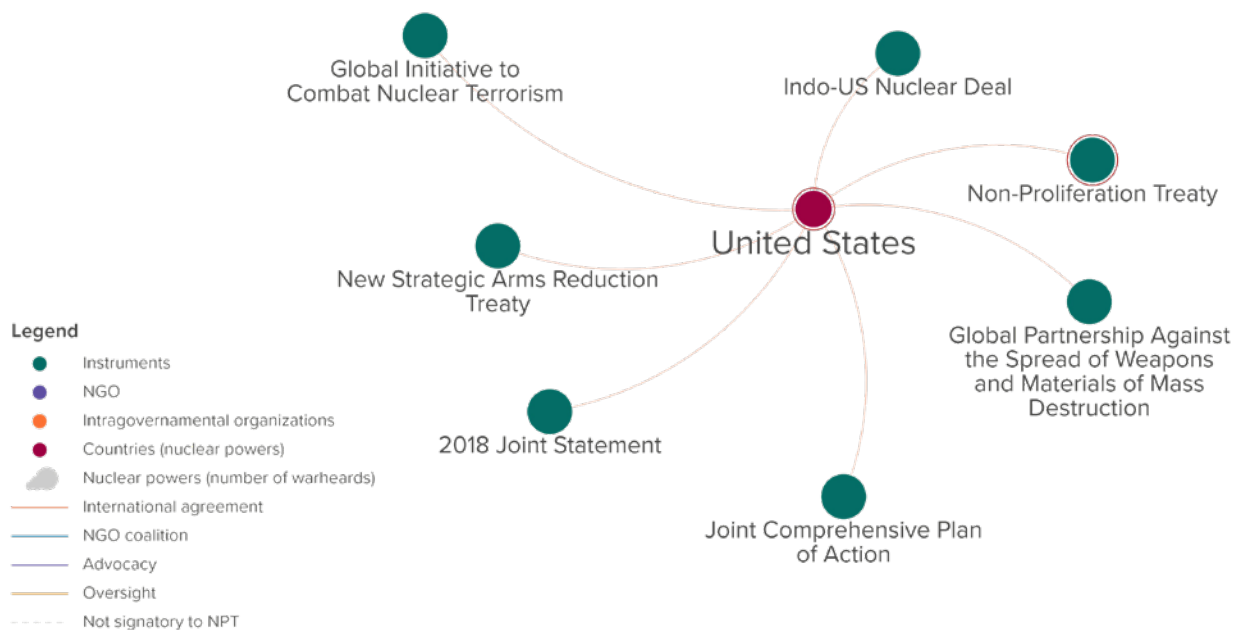 Global Initiative to
Combat Nuclear Terrorism
Indo-US Nuclear Deal
Non-Proliferation Treaty
United States
New Strategic Arms Reduction
Treaty
Global Partnership Against
the Spread of Weapons
and Materials of Mass
Destruction
2018 Joint Statement
Joint Comprehensive Plan
of Action
Legend
Instruments
NGO
Intragovernamental organizations
Countries (nuclear powers)
Nuclear powers (number of warheards)
International agreement
NGO coalition
Advocacy
Oversight
Not signatory to NPT